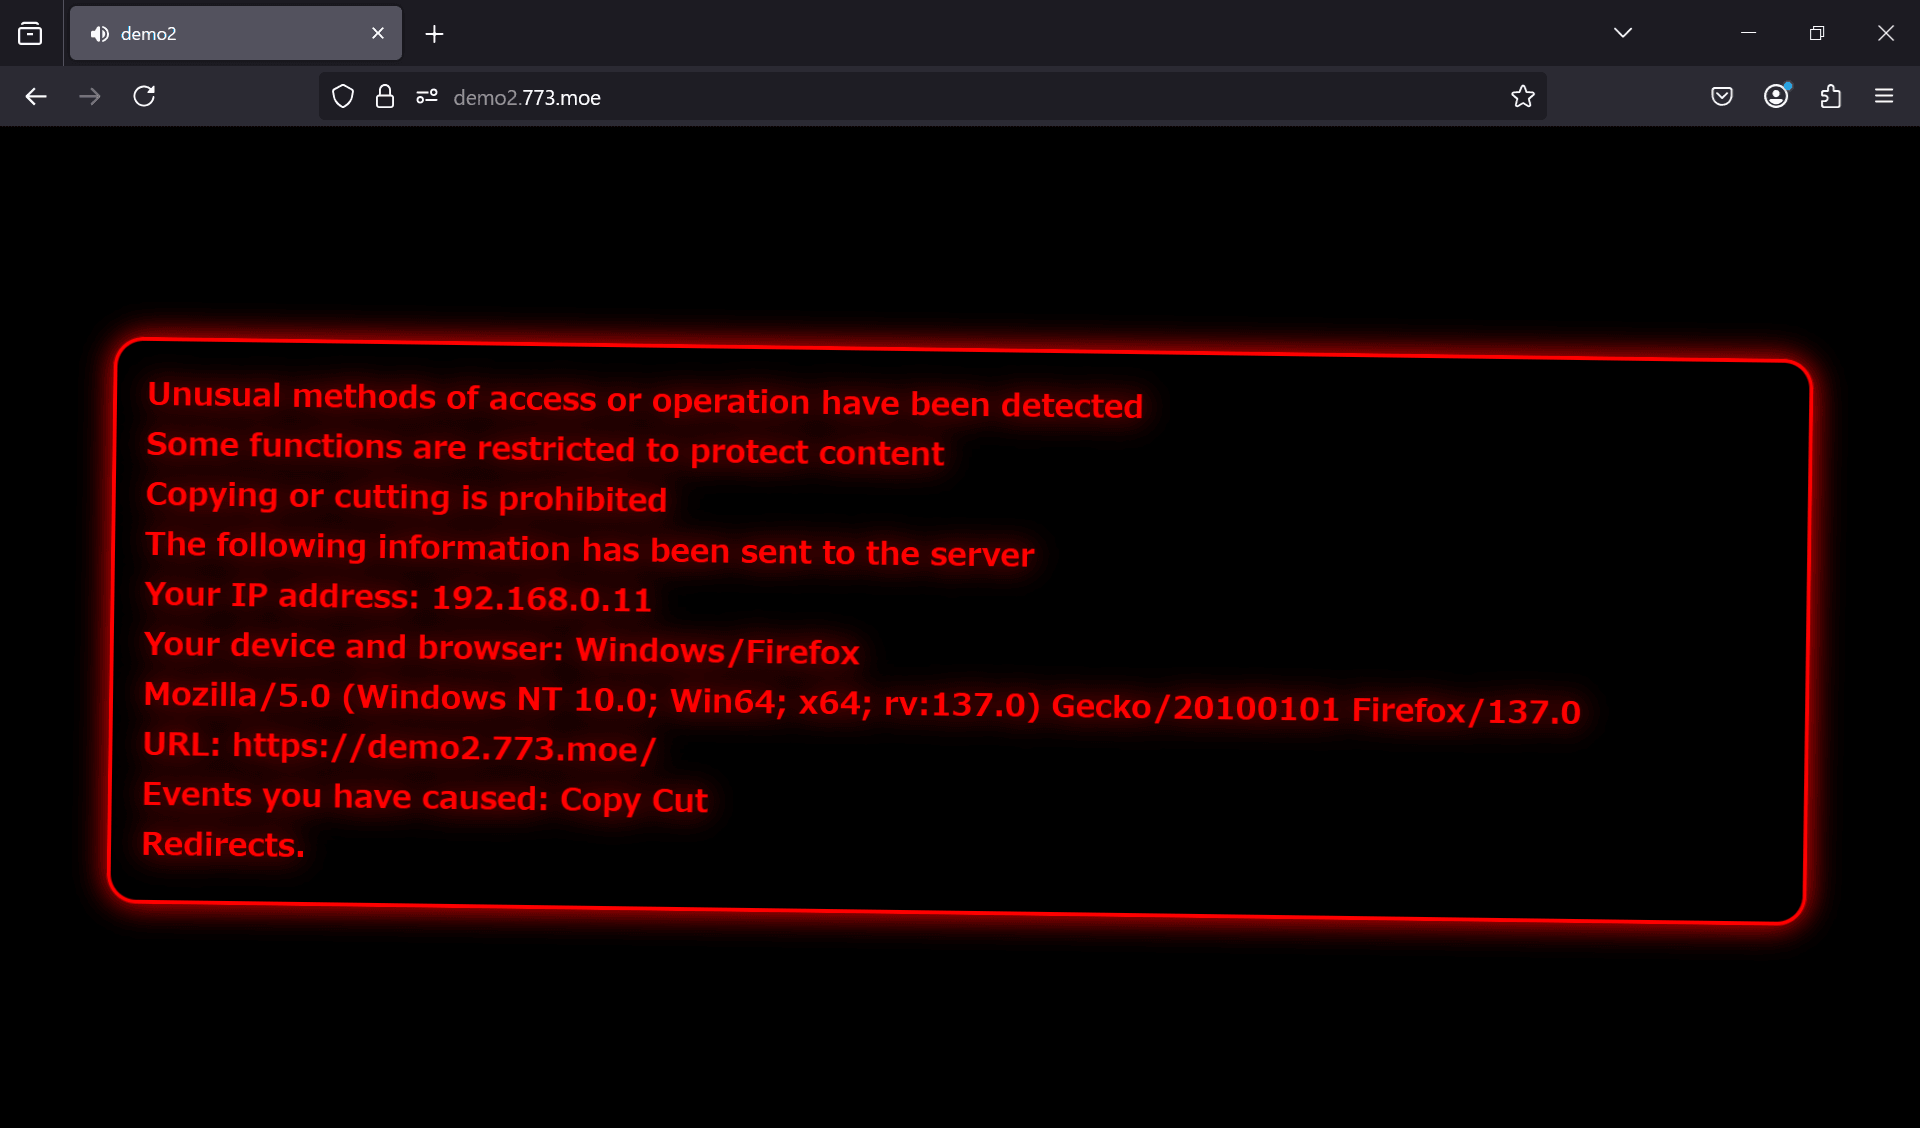 demo2
demo2.773.moe
Unusual methods of access or operation have been detected
Some functions are restricted to protect content
Copying or cutting is prohibited
The following information has been sent to the server
Your IP address: 192.168.0.11
Your device and browser: Windows/Firefox
Mozilla/5.0 (Windows NT 10.0; Win64; x64; rv:137.0) Gecko/20100101 Firefox/137.0
URL: https://demo2.773.moe/
Events you have caused: Copy Cut
Redirects.